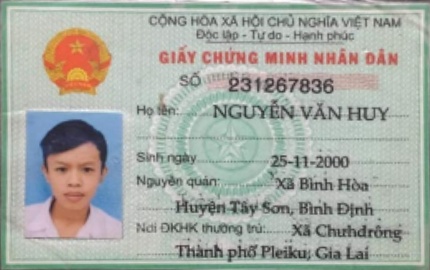 CỘNG HÒA XÃ HỘI CHỦ NGHĨA VIỆT NAM
Độc lập - Tự do - Hạnh phúc
GIẤY CHỨNG MINH NHÂN DÂN
SỐ 231267836
Họ tên: NGUYỄN VĂN HUY
Sinh ngày 25-11-2000
Nguyên quán: Xã Bình Hòa
Huyện Tây Sơn, Bình Định
Nơi ĐKHK thường trú: Xã Chưhdrông
Thành phố Pleiku, Gia Lai